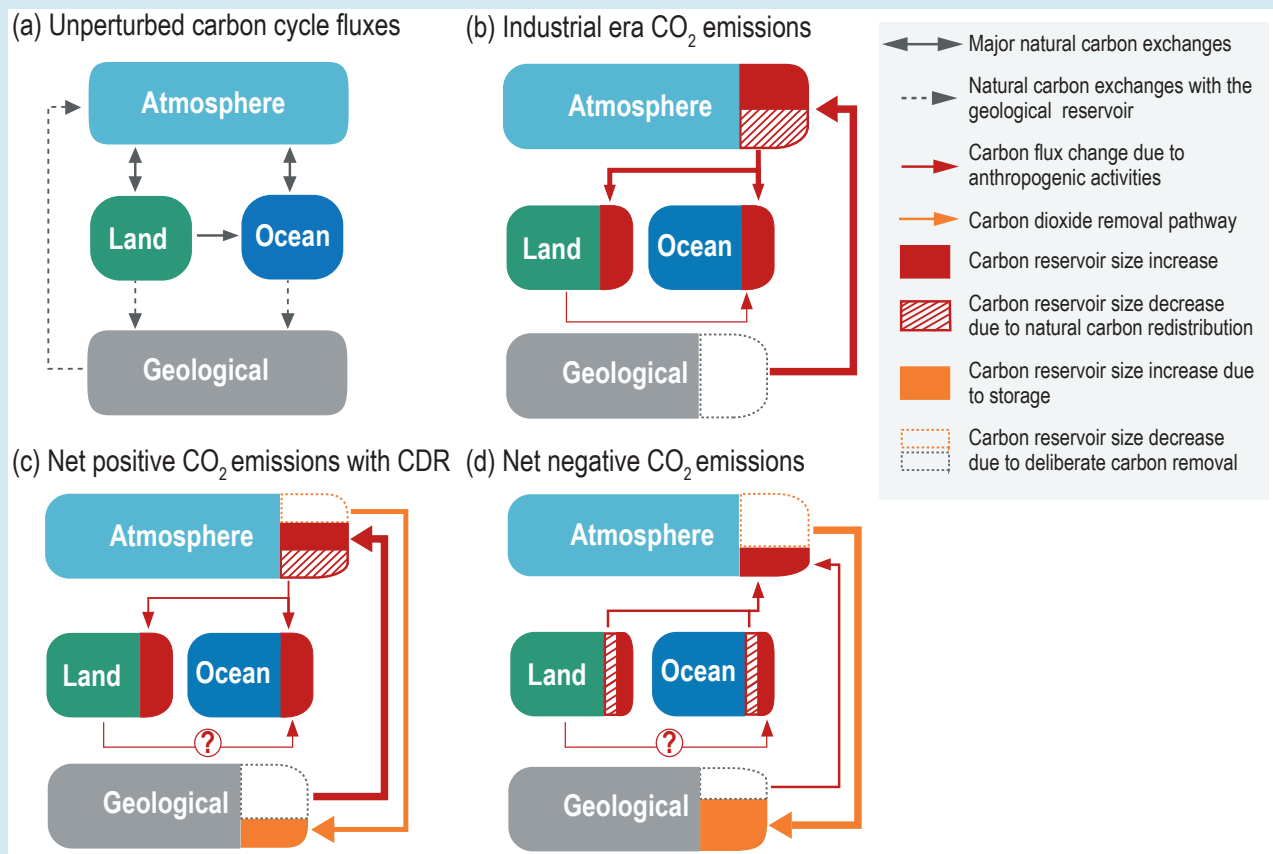 (a) Unperturbed carbon cycle fluxes
Atmosphere
Land
Ocean
Geological
(b) Industrial era CO₂ emissions
Atmosphere
Land
Ocean
Geological
Major natural carbon exchanges
Natural carbon exchanges with the
geological reservoir
Carbon flux change due to
anthropogenic activities
Carbon dioxide removal pathway
Carbon reservoir size increase
Carbon reservoir size decrease
due to natural carbon redistribution
Carbon reservoir size increase due
to storage
Carbon reservoir size decrease
due to deliberate carbon removal
(c) Net positive CO₂ emissions with CDR
Atmosphere
Land
Ocean
?
Geological
(d) Net negative CO₂ emissions
Atmosphere
Land
Ocean
?
Geological